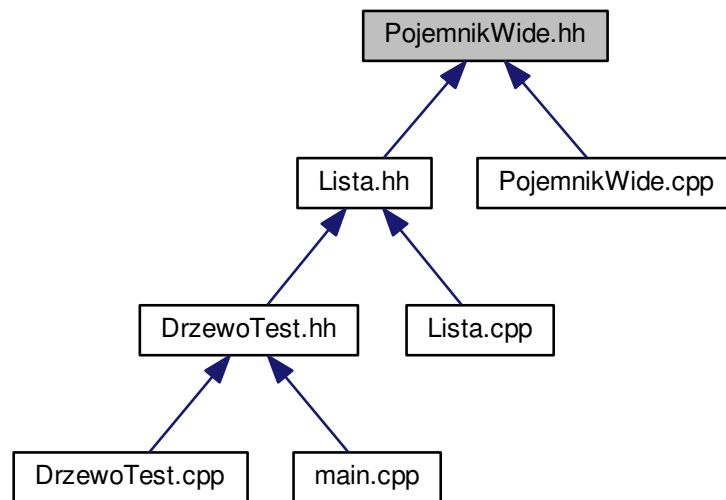 PojemnikWide.hh
Lista.hh
PojemnikWide.cpp
DrzewoTest.hh
Lista.cpp
DrzewoTest.cpp
main.cpp